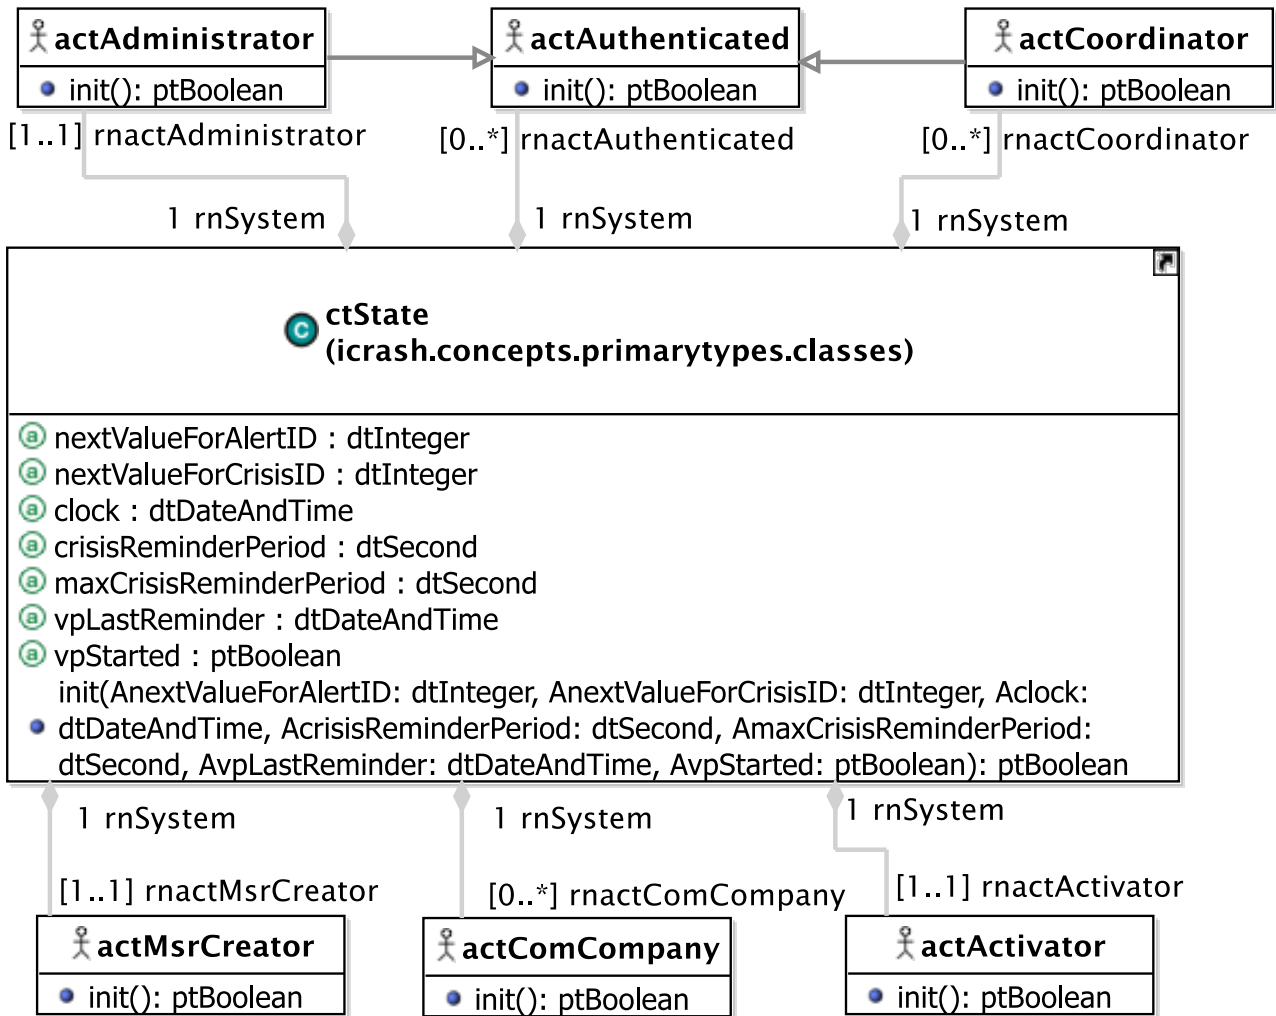 actAdministrator
init(): ptBoolean
actAuthenticated
init(): ptBoolean
actCoordinator
init(): ptBoolean
[1..1] rnactAdministrator
[0..*] rnactAuthenticated
[0..*] rnactCoordinator
1 rnSystem
1 rnSystem
1 rnSystem
C
ctState
(icrash.concepts.primarytypes.classes)
a nextValueForAlertID : dtInteger
a nextValueForCrisisID : dtInteger
a clock : dtDateAndTime
a crisisReminderPeriod : dtSecond
a maxCrisisReminderPeriod : dtSecond
a vpLastReminder : dtDateAndTime
a vpStarted : ptBoolean
init(AnextValueForAlertID: dtInteger, AnextValueForCrisisID: dtInteger, Aclock:
dtDateAndTime, AcrisisReminderPeriod: dtSecond, AmaxCrisisReminderPeriod:
dtSecond, AvpLastReminder: dtDateAndTime, AvpStarted: ptBoolean): ptBoolean
1 rnSystem
1 rnSystem
1 rnSystem
[1..1] rnactMsrCreator
[0..*] rnactComCompany
[1..1] rnactActivator
actMsrCreator
init(): ptBoolean
actComCompany
init(): ptBoolean
actActivator
init(): ptBoolean